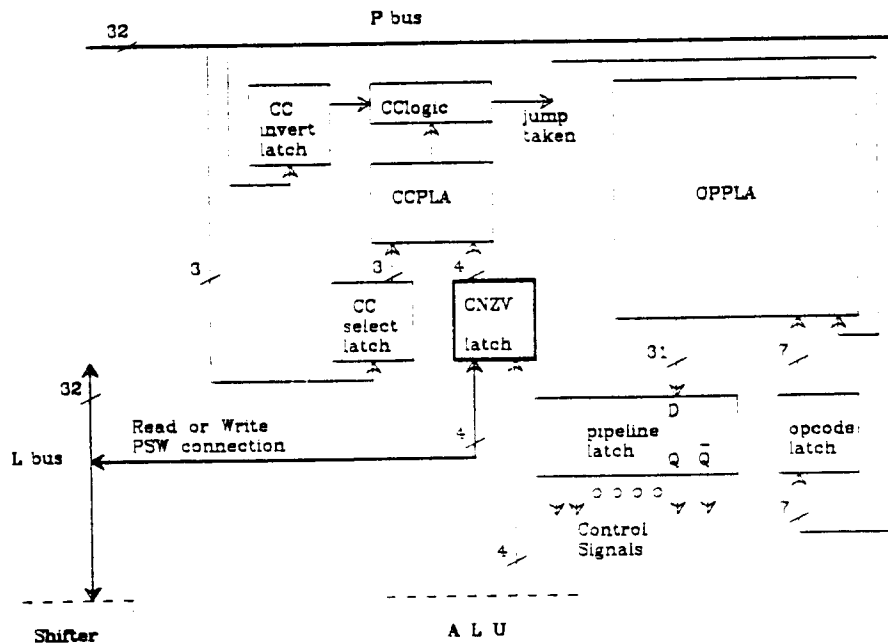 P bus
32
CC
invert
latch
CClogic
jump
taken
CCPLA
OPPLA
3
3
4
CC
select
latch
CNZV
latch
31
7
32
Read or Write
PSW connection
4
L bus
D
pipeline
latch
Q Q̅
opcode
latch
7
Control
Signals
4
Shifter
A L U